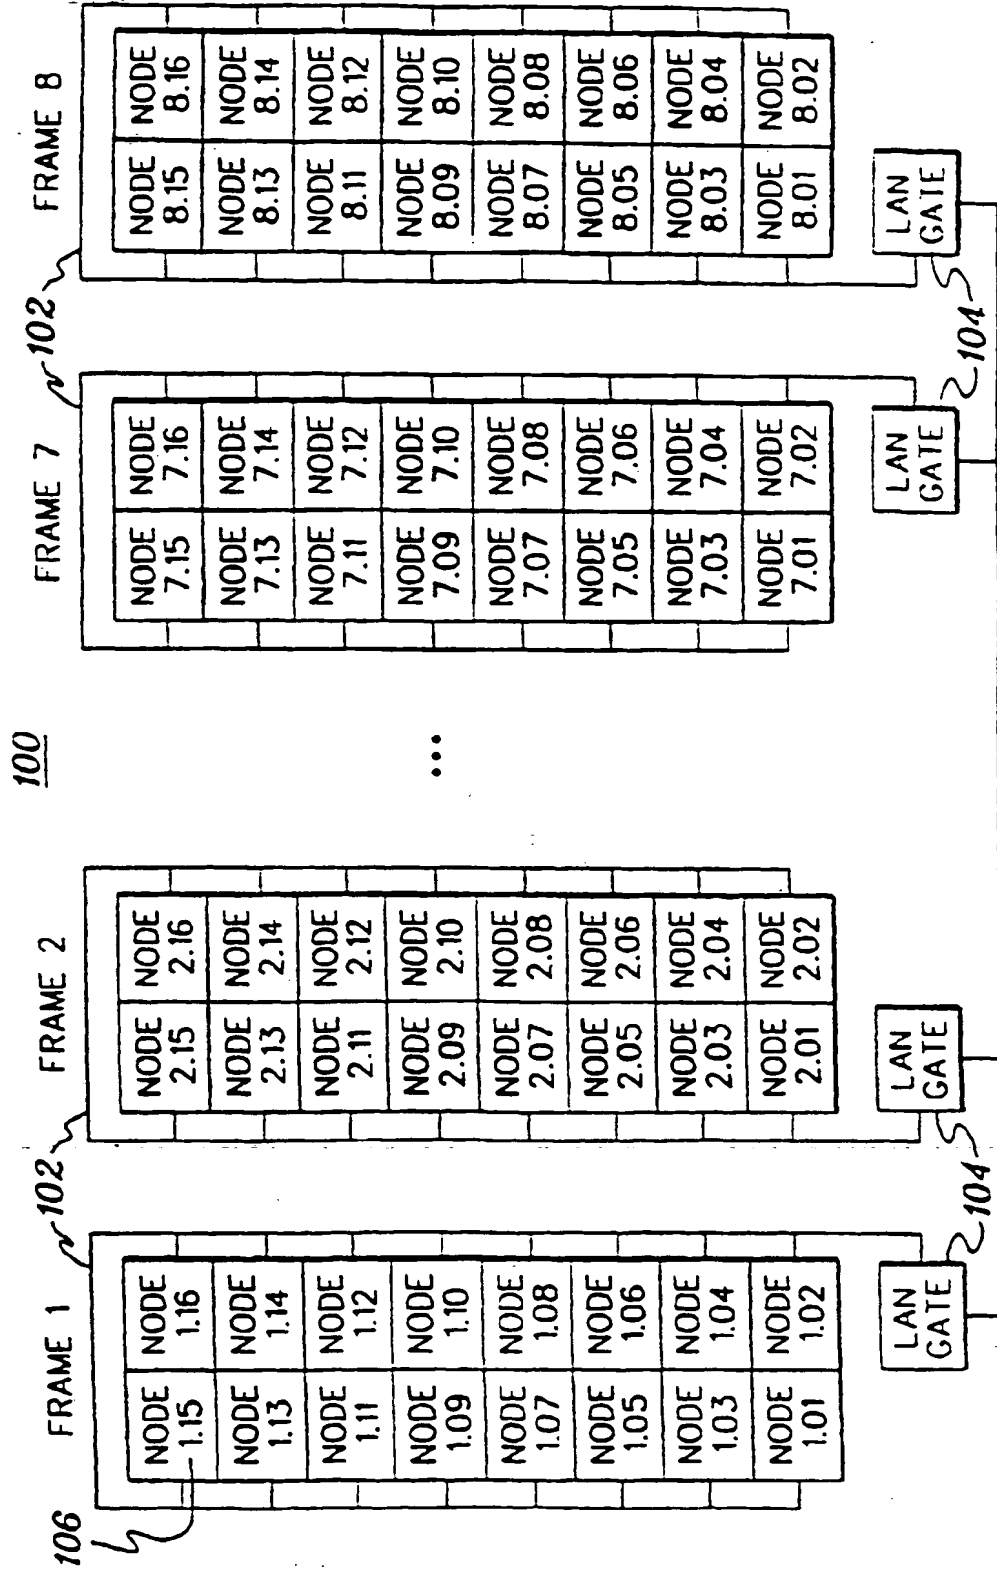 100
106
FRAME 1
102
FRAME 2
FRAME 7
102
FRAME 8
NODE 1.15
NODE 1.16
NODE 1.13
NODE 1.14
NODE 1.11
NODE 1.12
NODE 1.09
NODE 1.10
NODE 1.07
NODE 1.08
NODE 1.05
NODE 1.06
NODE 1.03
NODE 1.04
NODE 1.01
NODE 1.02
LAN
GATE
104
NODE 2.15
NODE 2.16
NODE 2.13
NODE 2.14
NODE 2.11
NODE 2.12
NODE 2.09
NODE 2.10
NODE 2.07
NODE 2.08
NODE 2.05
NODE 2.06
NODE 2.03
NODE 2.04
NODE 2.01
NODE 2.02
LAN
GATE
...
NODE 7.15
NODE 7.16
NODE 7.13
NODE 7.14
NODE 7.11
NODE 7.12
NODE 7.09
NODE 7.10
NODE 7.07
NODE 7.08
NODE 7.05
NODE 7.06
NODE 7.03
NODE 7.04
NODE 7.01
NODE 7.02
LAN
GATE
104
NODE 8.15
NODE 8.16
NODE 8.13
NODE 8.14
NODE 8.11
NODE 8.12
NODE 8.09
NODE 8.10
NODE 8.07
NODE 8.08
NODE 8.05
NODE 8.06
NODE 8.03
NODE 8.04
NODE 8.01
NODE 8.02
LAN
GATE